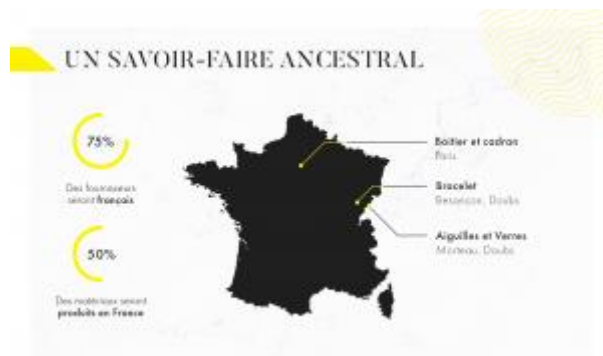 UN SAVOIR-FAIRE ANCESTRAL
75%
Des fournisseurs
seront français
50%
Des matériaux seront
produits en France
Boitier et cadran
Paris
Bracelet
Besançon, Doubs
Aiguilles et Verres
Morteau, Doubs